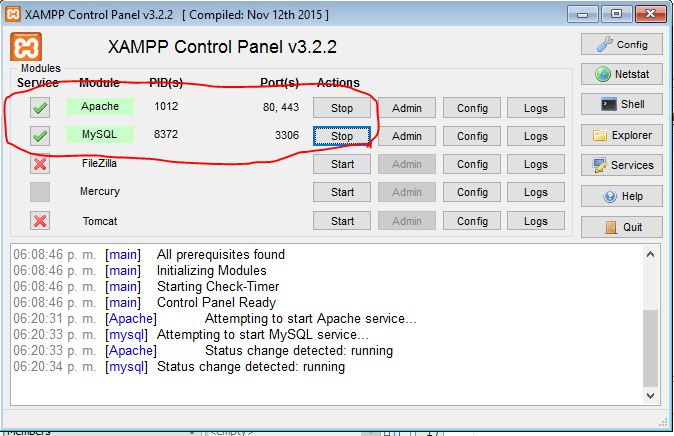 XAMPP Control Panel v3.2.2 [ Compiled: Nov 12th 2015 ]
XAMPP Control Panel v3.2.2
Config
Modules
Service Module PID(s) Port(s) Actions
Netstat
Apache 1012 80, 443 Stop Admin Config Logs
Shell
MySQL 8372 3306 Stop Admin Config Logs
Explorer
FileZilla Start Admin Config Logs
Services
Mercury Start Admin Config Logs
Help
Tomcat Start Admin Config Logs
Quit
06:08:46 p. m. [main] All prerequisites found
06:08:46 p. m. [main] Initializing Modules
06:08:46 p. m. [main] Starting Check-Timer
06:08:46 p. m. [main] Control Panel Ready
06:20:31 p. m. [Apache] Attempting to start Apache service...
06:20:33 p. m. [mysql] Attempting to start MySQL service...
06:20:33 p. m. [Apache] Status change detected: running
06:20:34 p. m. [mysql] Status change detected: running